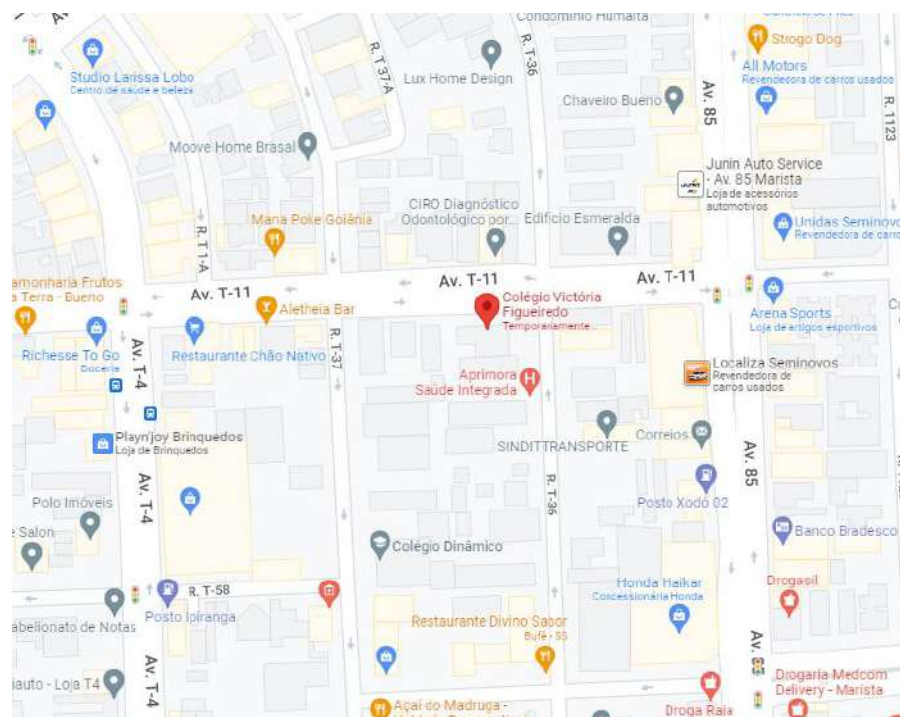 Condomínio Humaitá
Strogo Dog
Studio Larissa Lobo
Centro de saúde e beleza
R. T 37-A
Lux Home Design
R. T-36
All Motors
Revendedora de carros usados
Chaveiro Bueno
Av. 85
R. 1123
Moove Home Brasal
Junin Auto Service
- Av. 85 Marista
Loja de acessórios
automotivos
CIRO Diagnóstico
Odontológico por...
Edifício Esmeralda
Mana Poke Goiânia
R. T 1-A
Unidas Seminovo
Revendedora de carro
amonharia Frutos
a Terra - Bueno
Av. T-11
Av. T-11
Av. T-11
Aletheia Bar
Colégio Victória
Figueiredo
Temporariamente...
Arena Sports
Loja de artigos esportivos
Richesse To Go
Doceria
Av. T-4
Restaurante Chão Nativo
R. T-37
Aprimora
Saúde Integrada
Localiza Seminovos
Revendedora de
carros usados
Playn'joy Brinquedos
Loja de Brinquedos
SINDITTRANSPORTE
Correios
Av. 85
Av. T-4
Polo Imóveis
R. T-36
Posto Xodó 02
e Salon
Colégio Dinâmico
Banco Bradesco
R. T-58
Posto Ipiranga
Honda Haikar
Concessionária Honda
Drogasil
abelionato de Notas
Restaurante Divino Sabor
Bufê - $$
Av. 85
Av. T-4
iauto - Loja T4
Drogaria Medcom
Delivery - Marista
Açaí do Madruga -
Droga Raia